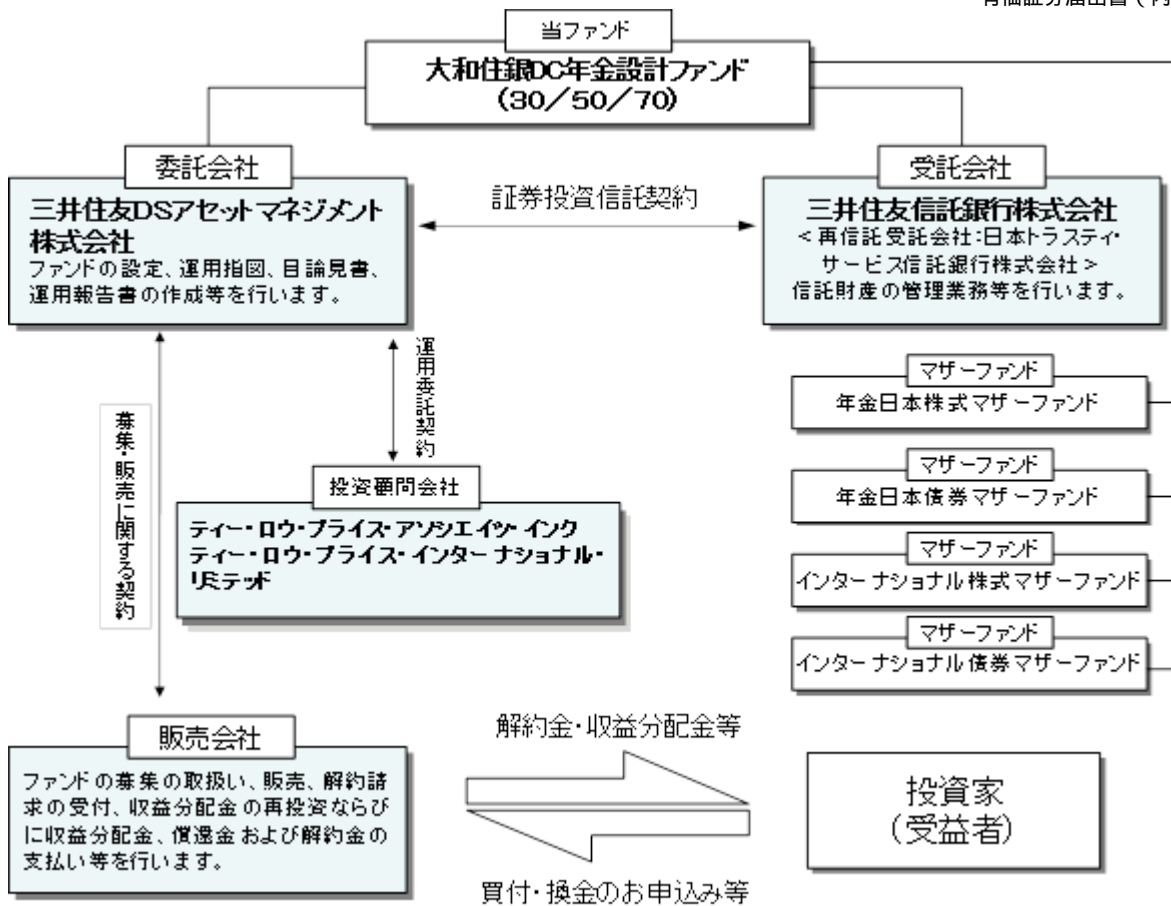 当ファンド
大和住銀DC年金設計ファンド
(30/50/70)
委託会社
三井住友DSアセットマネジメント
株式会社
ファンドの設定、運用指図、目論見書、
運用報告書の作成等を行います。
証券投資信託契約
受託会社
三井住友信託銀行株式会社
<再信託受託会社:日本トラスティ・
サービス信託銀行株式会社>
信託財産の管理業務等を行います。
運用委託契約
募集・販売に関する契約
投資顧問会社
ティー・ロウ・プライス・アソシエイツ・インク
ティー・ロウ・プライス・インターナショナル・
リミテッド
マザーファンド
年金日本株式マザーファンド
マザーファンド
年金日本債券マザーファンド
マザーファンド
インターナショナル株式マザーファンド
マザーファンド
インターナショナル債券マザーファンド
販売会社
ファンドの募集の取扱い、販売、解約請
求の受付、収益分配金の再投資ならび
に収益分配金、償還金および解約金の
支払い等を行います。
解約金・収益分配金等
買付・換金のお申込み等
投資家
(受益者)